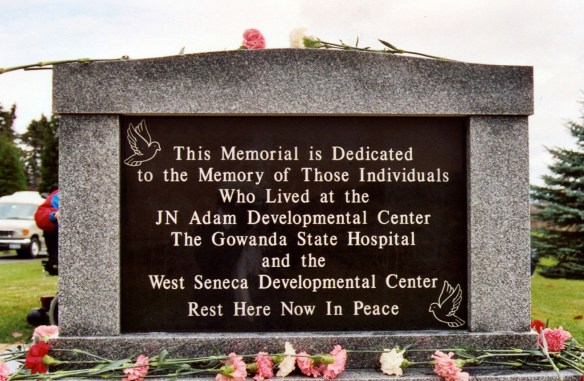 This Memorial is Dedicated
to the Memory of Those Individuals
Who Lived at the
JN Adam Developmental Center
The Gowanda State Hospital
and the
West Seneca Developmental Center
Rest Here Now In Peace